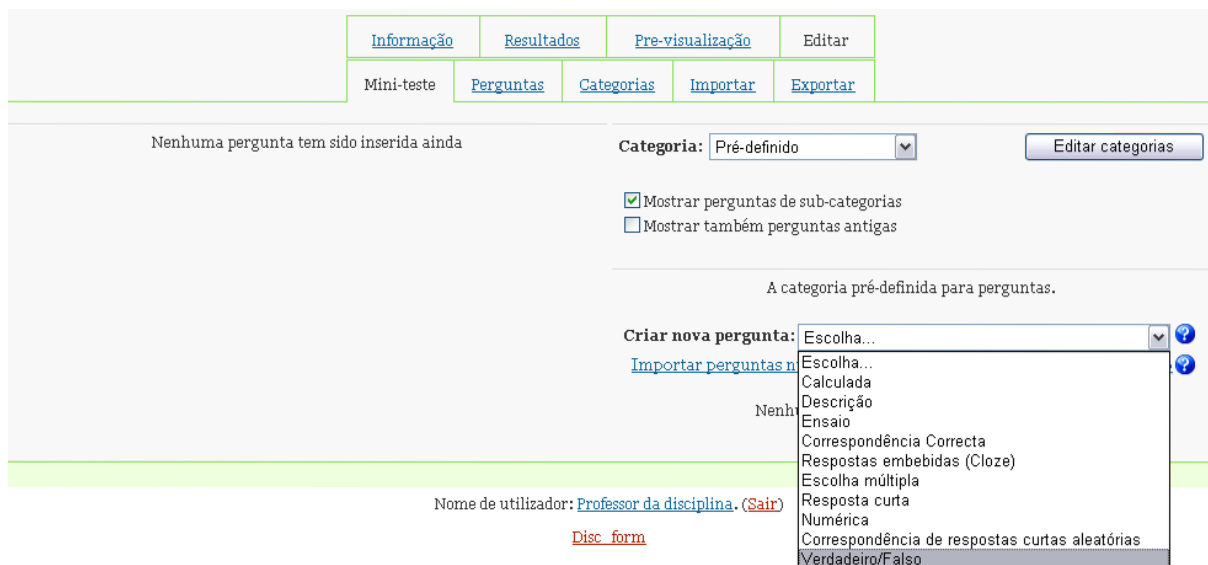 Informação Resultados Pre-visualização Editar
Mini-teste Perguntas Categorias Importar Exportar
Nenhuma pergunta tem sido inserida ainda
Categoria: Pré-definido Editar categorias
Mostrar perguntas de sub-categorias
Mostrar também perguntas antigas
A categoria pré-definida para perguntas.
Criar nova pergunta: Escolha...
Importar perguntas
Escolha...
Calculada
Descrição
Ensaio
Correspondência Correcta
Respostas embebidas (Cloze)
Escolha múltipla
Resposta curta
Numérica
Correspondência de respostas curtas aleatórias
Verdadeiro/Falso
Nome de utilizador: Professor da disciplina. (Sair)
Disc_form